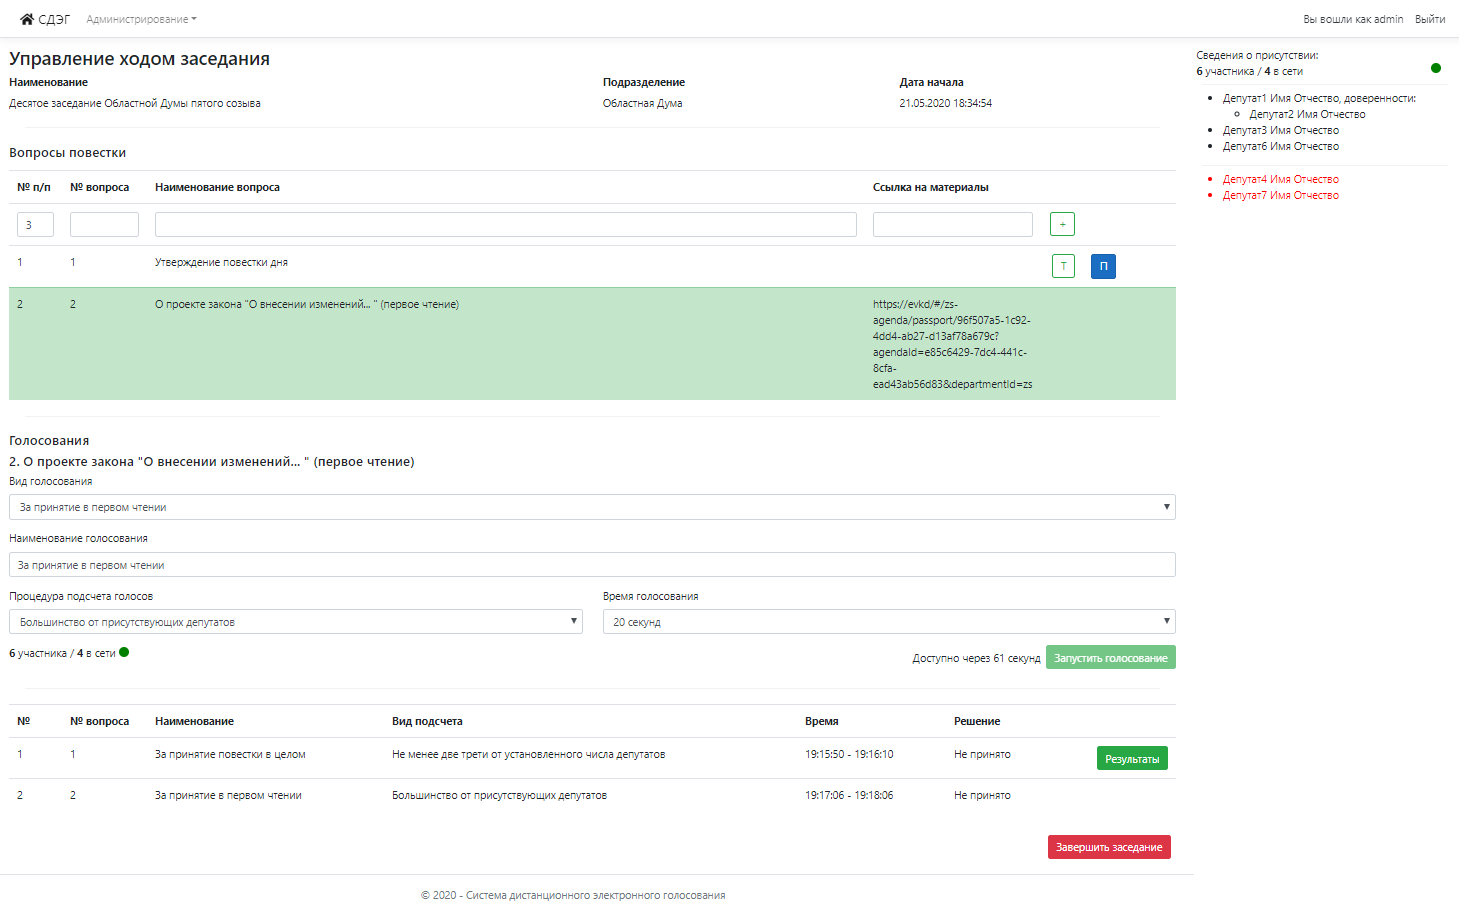 СДЭГ Администрирование Вы вошли как admin Выйти
Управление ходом заседания
Наименование Подразделение Дата начала
Десятое заседание Областной Думы пятого созыва Областная Дума 21.05.2020 18:34:54
Сведения о присутствии:
6 участника / 4 в сети
Депутат1 Имя Отчество, доверенности:
Депутат2 Имя Отчество
Депутат3 Имя Отчество
Депутат6 Имя Отчество
Депутат4 Имя Отчество
Депутат7 Имя Отчество
Вопросы повестки
№ п/п № вопроса Наименование вопроса Ссылка на материалы
3 +
1 1 Утверждение повестки дня Т П
2 2 О проекте закона "О внесении изменений... " (первое чтение) https://evkd/#/zs-
agenda/passport/96f507a5-1c92-
4dd4-ab27-d13af78a679c?
agendaId=e85c6429-7dc4-441c-
8cfa-
ead43ab56d83&departmentId=zs
Голосования
2. О проекте закона "О внесении изменений... " (первое чтение)
Вид голосования
За принятие в первом чтении
Наименование голосования
За принятие в первом чтении
Процедура подсчета голосов Время голосования
Большинство от присутствующих депутатов 20 секунд
6 участника / 4 в сети Доступно через 61 секунд Запустить голосование
№ № вопроса Наименование Вид подсчета Время Решение
1 1 За принятие повестки в целом Не менее две трети от установленного числа депутатов 19:15:50 - 19:16:10 Не принято Результаты
2 2 За принятие в первом чтении Большинство от присутствующих депутатов 19:17:06 - 19:18:06 Не принято
Завершить заседание
© 2020 - Система дистанционного электронного голосования